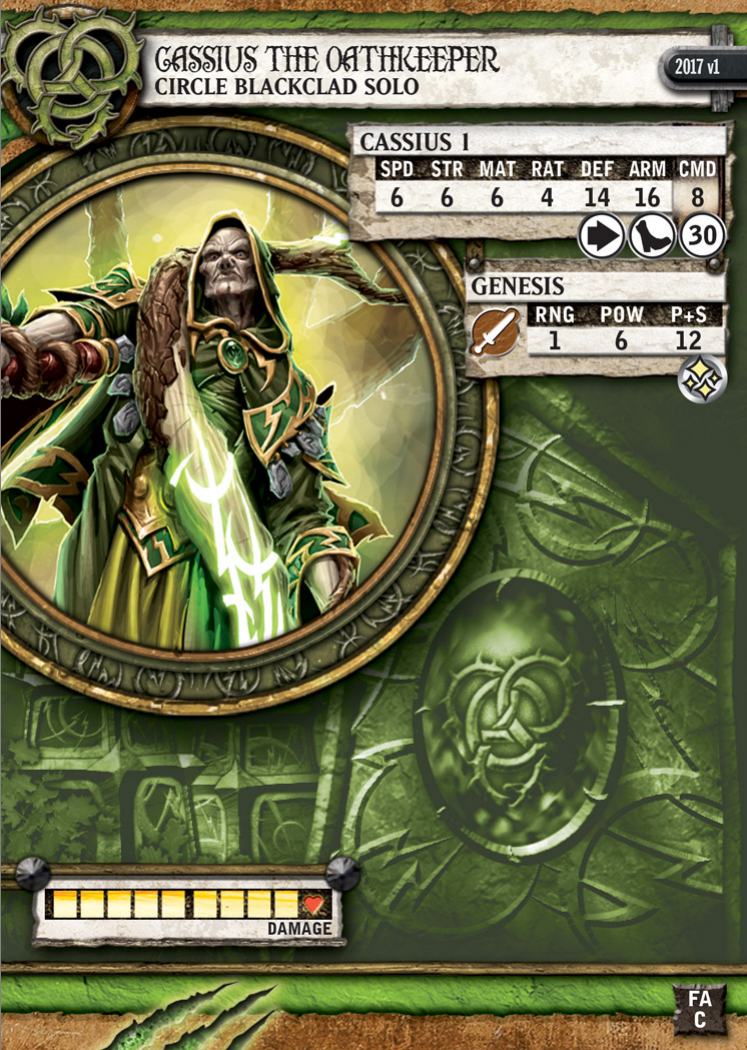 CASSIUS THE OATHKEEPER
CIRCLE BLACKCLAD SOLO
2017 v1
CASSIUS 1
SPD STR MAT RAT DEF ARM CMD
6 6 6 4 14 16 8
30
GENESIS
RNG POW P+S
1 6 12
DAMAGE
FA
C